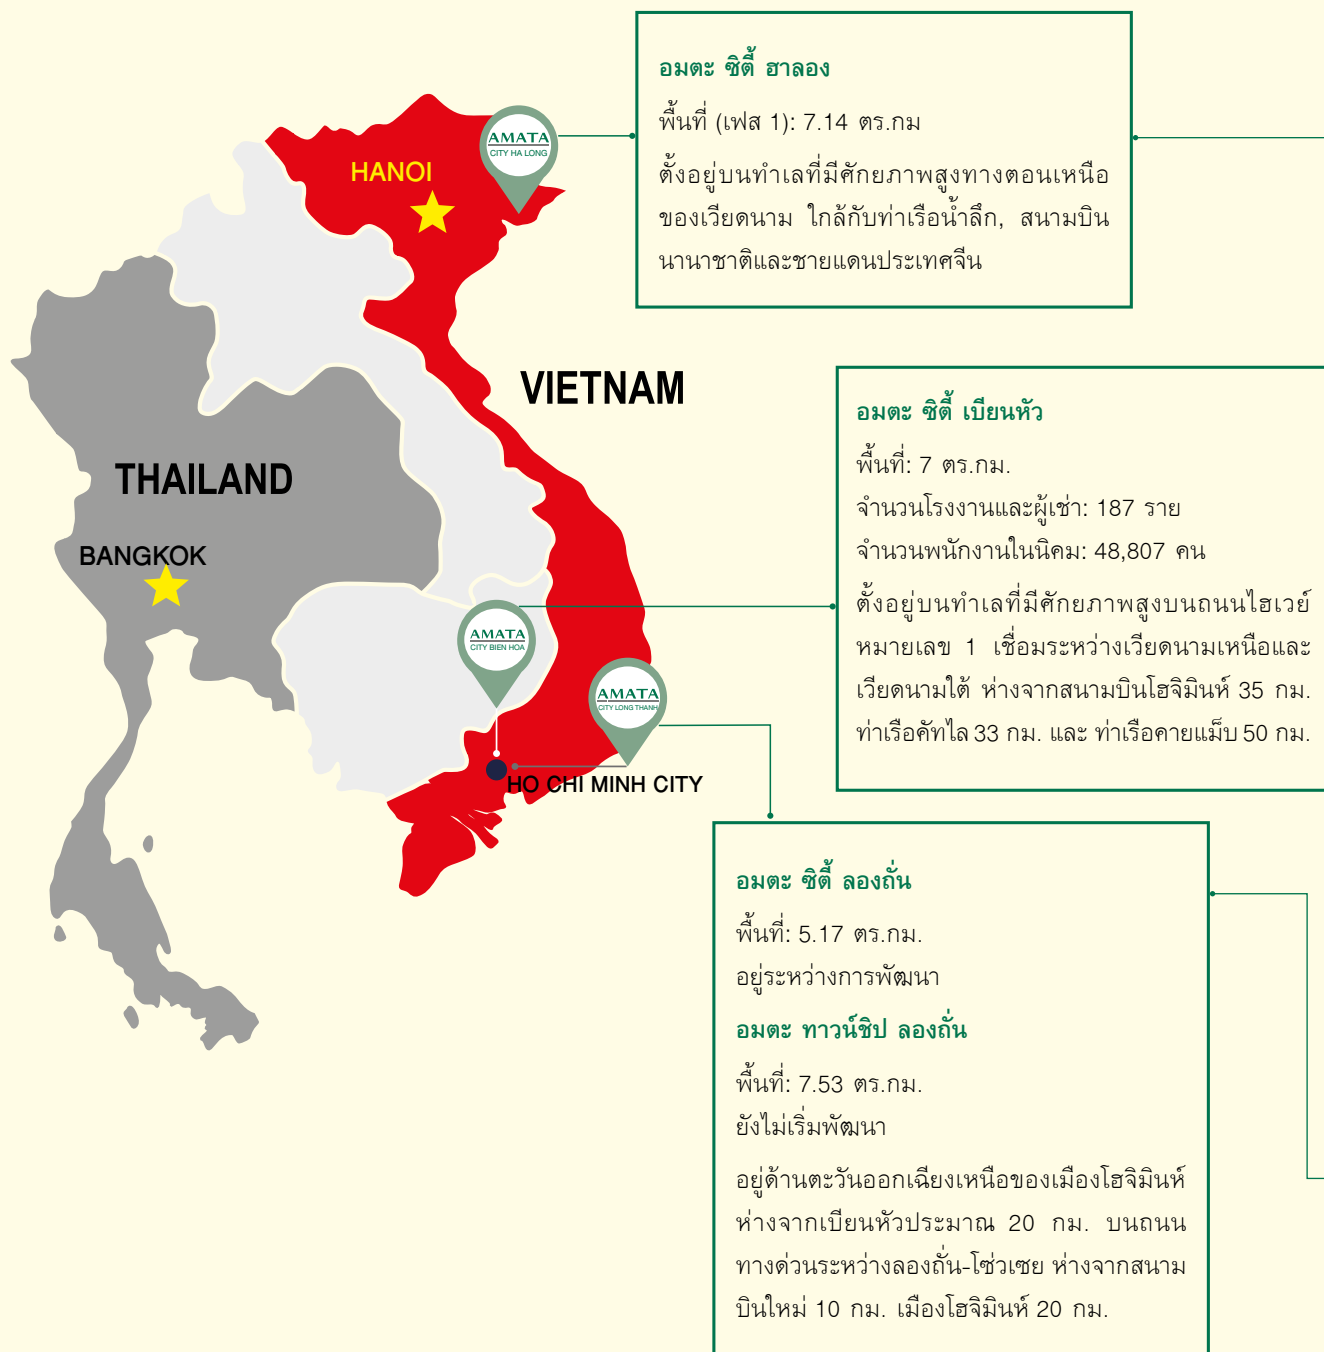 อมตะ ซิตี้ ฮาลอง
พื้นที่ (เฟส 1): 7.14 ตร.กม
ตั้งอยู่บนทำเลที่มีศักยภาพสูงทางตอนเหนือ
ของเวียดนาม ใกล้กับท่าเรือน้ำลึก, สนามบิน
นานาชาติและชายแดนประเทศจีน
AMATA
CITY HA LONG
HANOI
VIETNAM
THAILAND
BANGKOK
อมตะ ซิตี้ เบียนหัว
พื้นที่: 7 ตร.กม.
จำนวนโรงงานและผู้เช่า: 187 ราย
จำนวนพนักงานในนิคม: 48,807 คน
ตั้งอยู่บนทำเลที่มีศักยภาพสูงบนถนนไฮเวย์
หมายเลข 1 เชื่อมระหว่างเวียดนามเหนือและ
เวียดนามใต้ ห่างจากสนามบินโฮจิมินห์ 35 กม.
ท่าเรือคัทไล 33 กม. และ ท่าเรือคายแม็บ 50 กม.
AMATA
CITY BIEN HOA
AMATA
CITY LONG THANH
HO CHI MINH CITY
อมตะ ซิตี้ ลองถั่น
พื้นที่: 5.17 ตร.กม.
อยู่ระหว่างการพัฒนา
อมตะ ทาวน์ชิป ลองถั่น
พื้นที่: 7.53 ตร.กม.
ยังไม่เริ่มพัฒนา
อยู่ด้านตะวันออกเฉียงเหนือของเมืองโฮจิมินห์
ห่างจากเบียนหัวประมาณ 20 กม. บนถนน
ทางด่วนระหว่างลองถั่น-โซ่วเซย ห่างจากสนาม
บินใหม่ 10 กม. เมืองโฮจิมินห์ 20 กม.